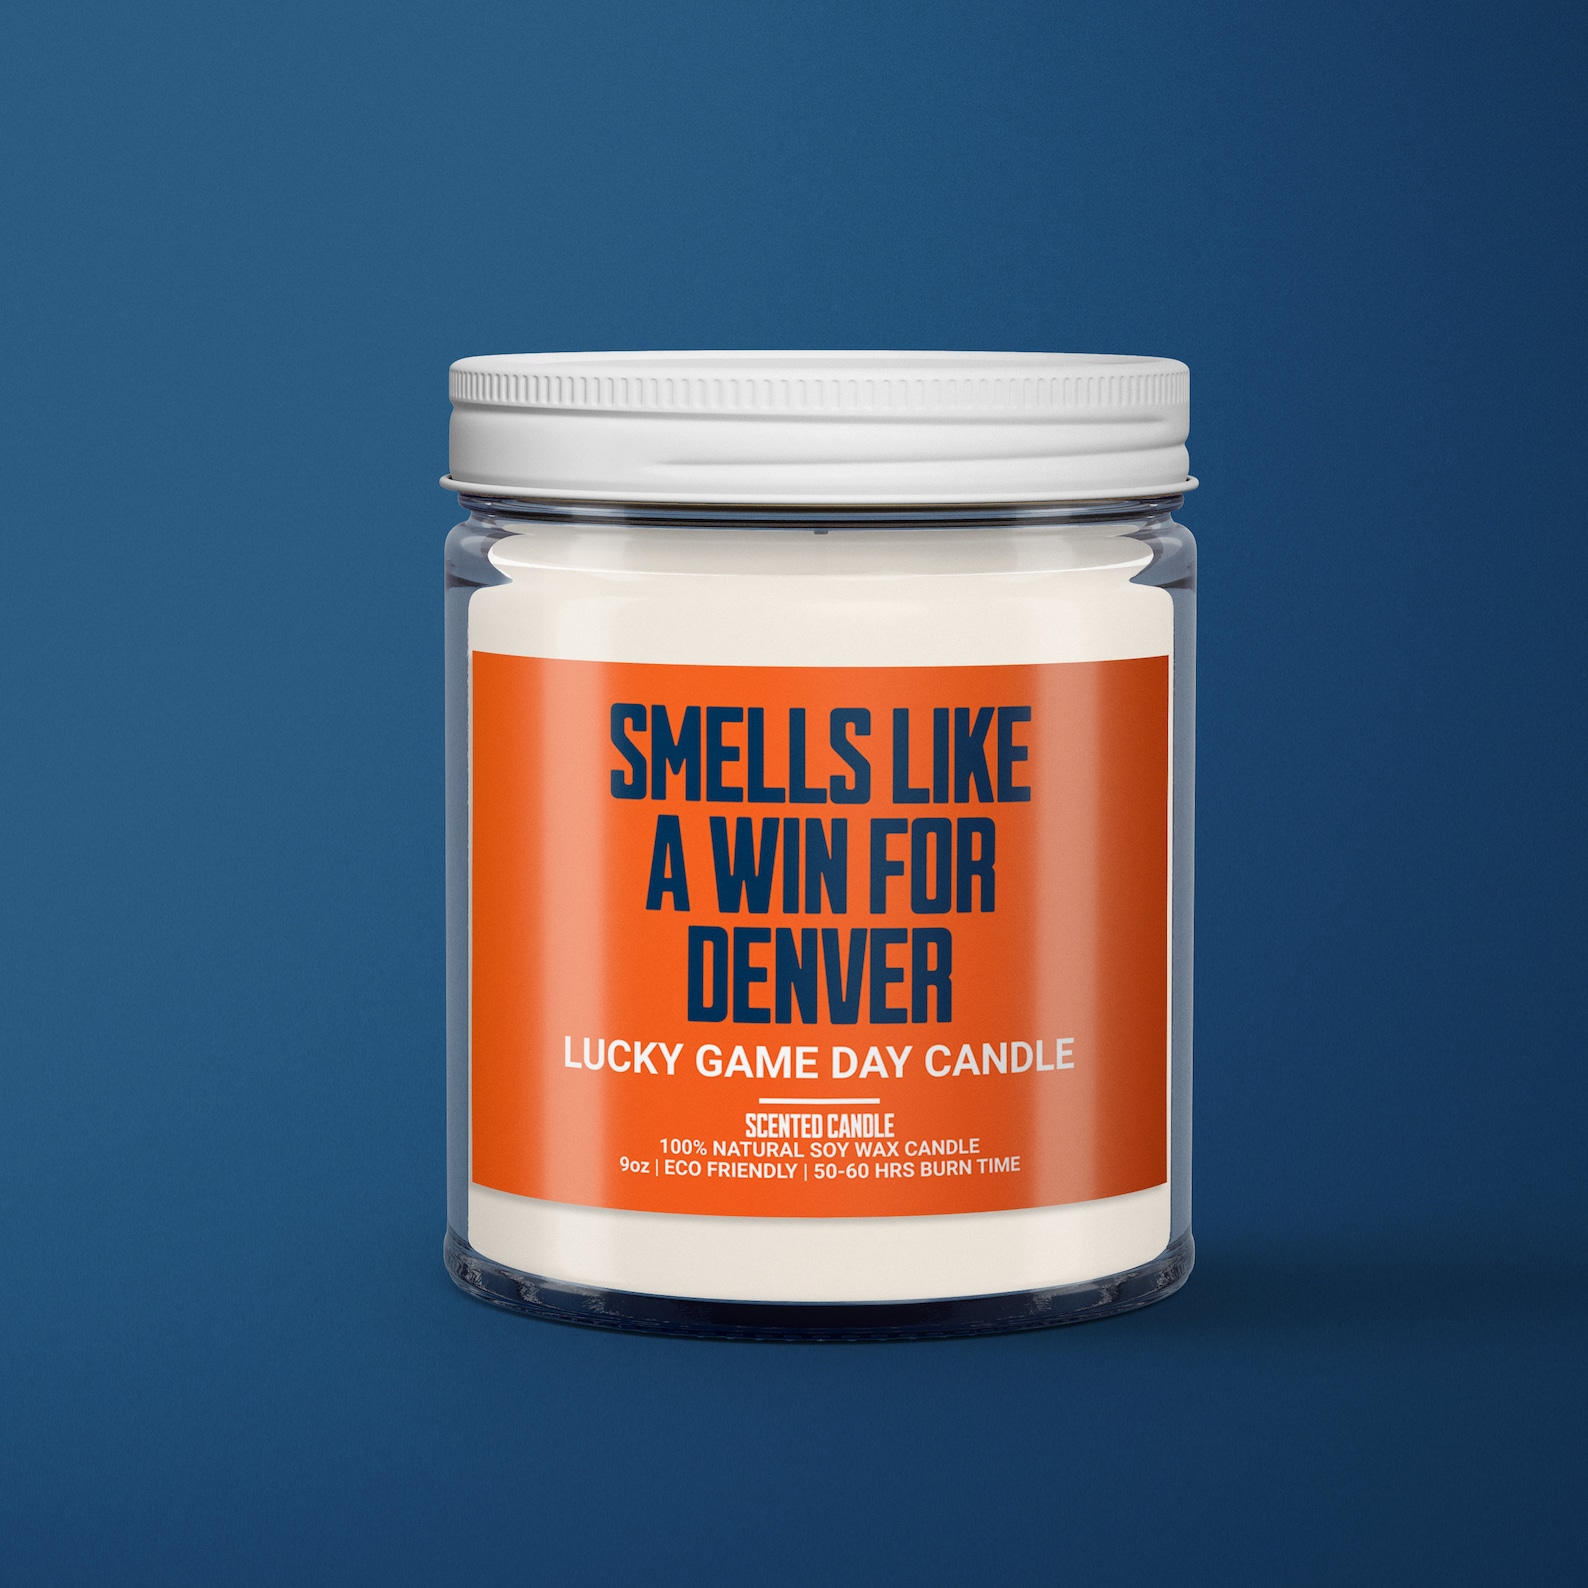 SMELLS LIKE
A WIN FOR
DENVER
LUCKY GAME DAY CANDLE
SCENTED CANDLE
100% NATURAL SOY WAX CANDLE
9oz | ECO FRIENDLY | 50-60 HRS BURN TIME